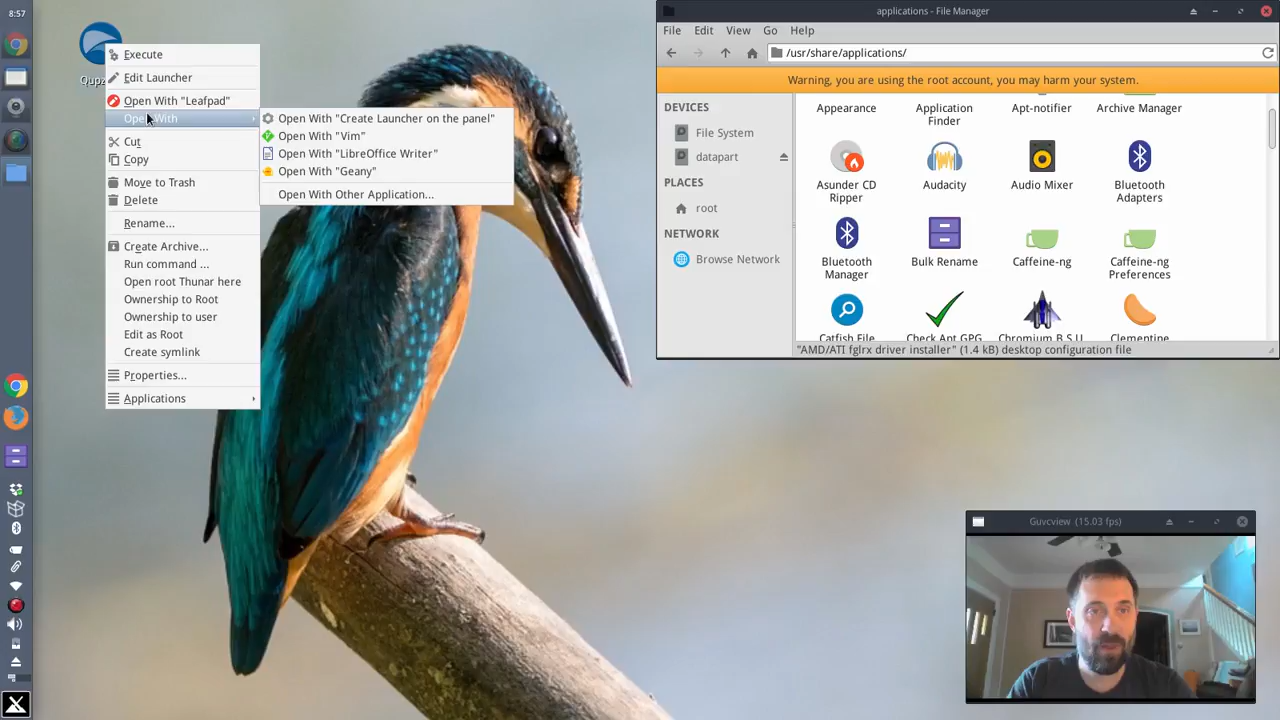 8:57
Execute
Edit Launcher
Open With "Leafpad"
Open With
Cut
Copy
Move to Trash
Delete
Rename...
Create Archive...
Run command ...
Open root Thunar here
Ownership to Root
Ownership to user
Edit as Root
Create symlink
Properties...
Applications
Open With "Create Launcher on the panel"
Open With "Vim"
Open With "LibreOffice Writer"
Open With "Geany"
Open With Other Application...
applications - File Manager
File Edit View Go Help
/usr/share/applications/
Warning, you are using the root account, you may harm your system.
DEVICES
File System
datapart
PLACES
root
NETWORK
Browse Network
Appearance
Application
Finder
Apt-notifier
Archive Manager
Asunder CD
Ripper
Audacity
Audio Mixer
Bluetooth
Adapters
Bluetooth
Manager
Bulk Rename
Caffeine-ng
Caffeine-ng
Preferences
Catfish File
Check Apt GPG
Chromium B.S.U
Clementine
"AMD/ATI fglrx driver installer" (1.4 kB) desktop configuration file
Guvcview (15.03 fps)